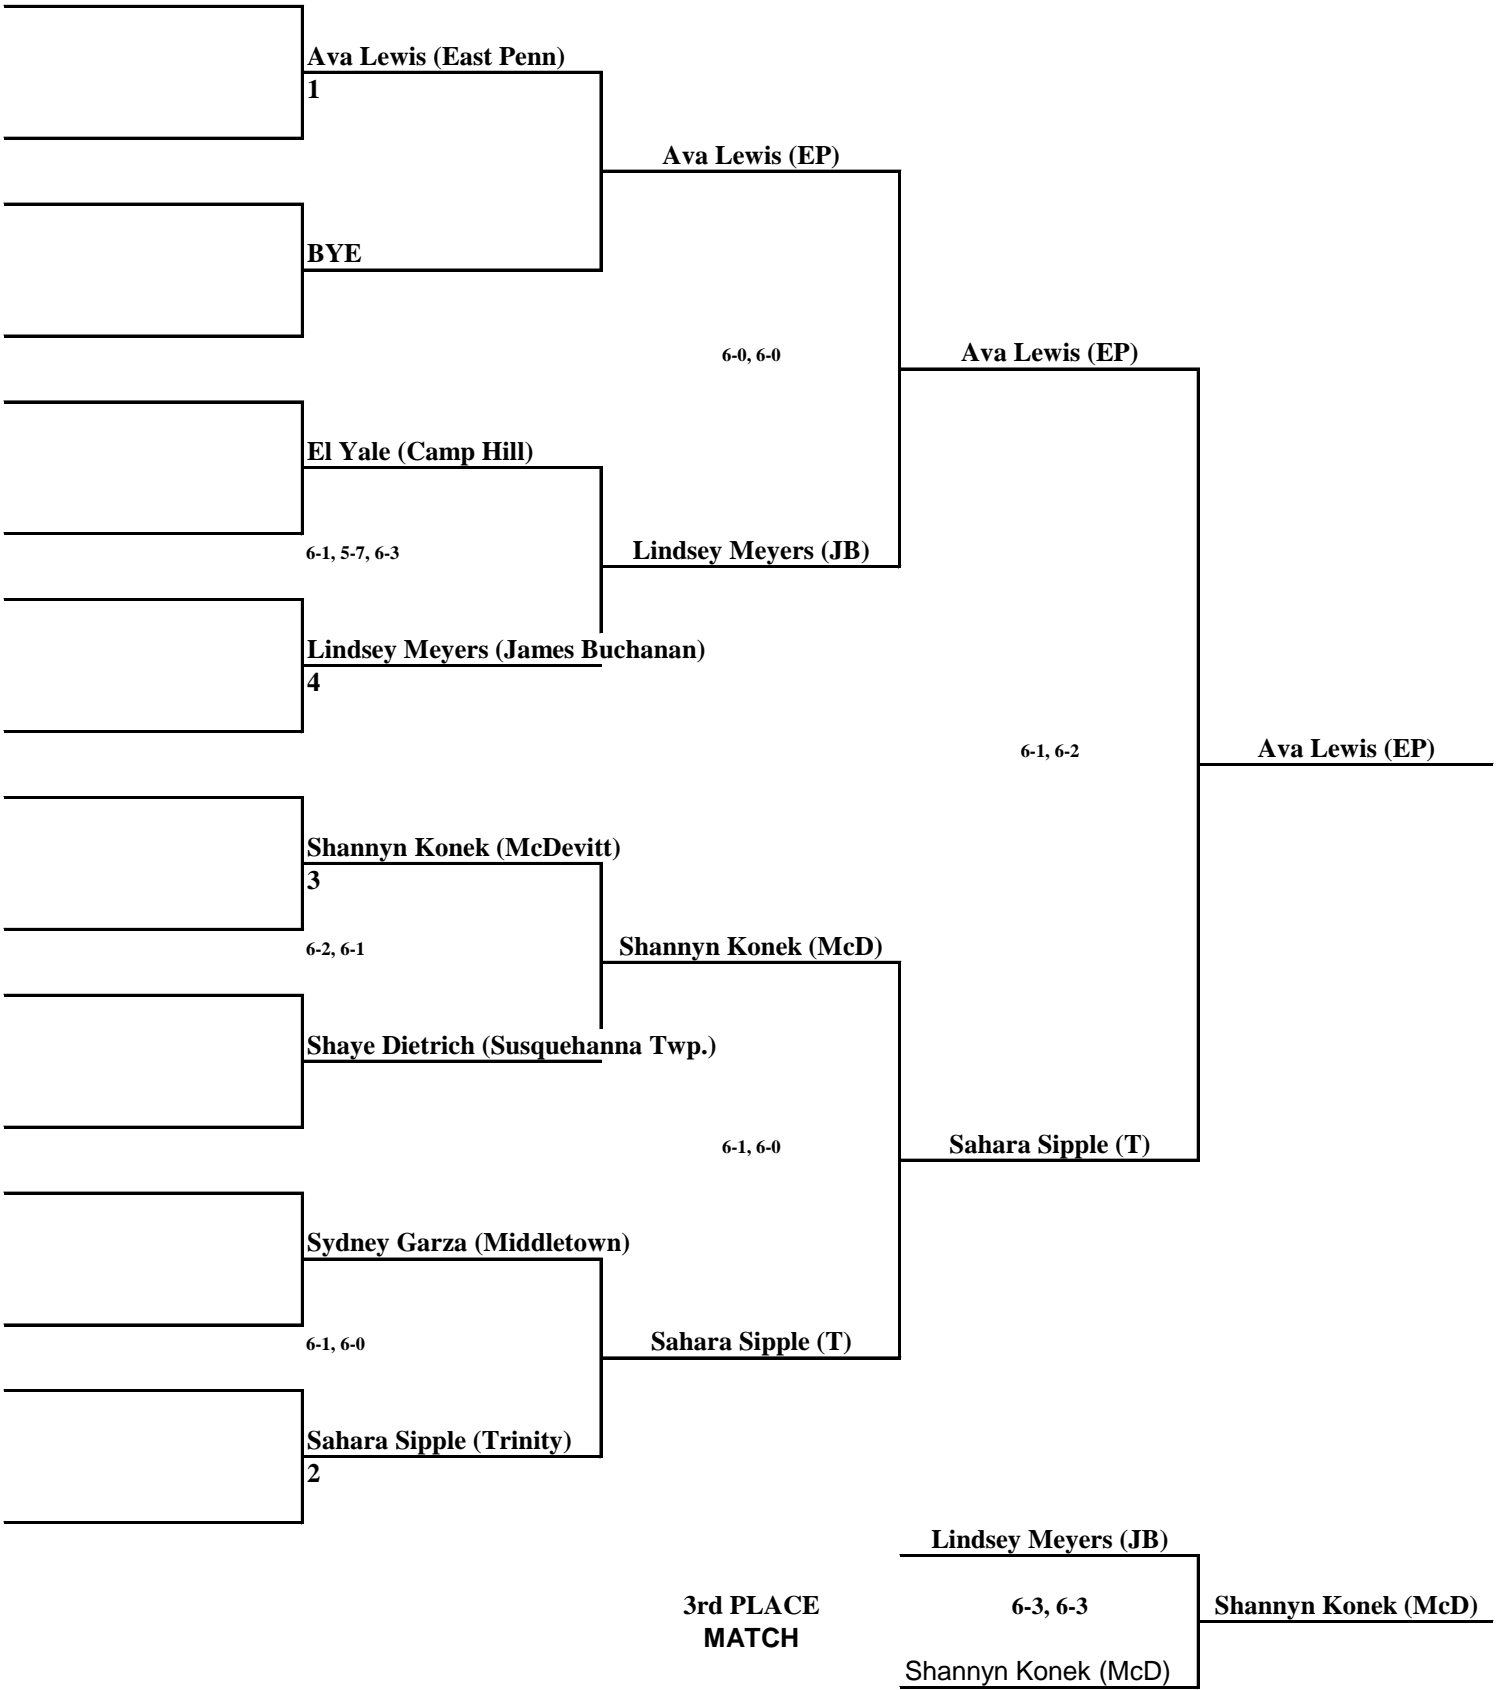 Ava Lewis (East Penn)
1
Ava Lewis (EP)
BYE
6-0, 6-0
Ava Lewis (EP)
El Yale (Camp Hill)
6-1, 5-7, 6-3
Lindsey Meyers (JB)
Lindsey Meyers (James Buchanan)
4
6-1, 6-2
Ava Lewis (EP)
Shannyn Konek (McDevitt)
3
6-2, 6-1
Shannyn Konek (McD)
Shaye Dietrich (Susquehanna Twp.)
6-1, 6-0
Sahara Sipple (T)
Sydney Garza (Middletown)
6-1, 6-0
Sahara Sipple (T)
Sahara Sipple (Trinity)
2
Lindsey Meyers (JB)
3rd PLACE
MATCH
6-3, 6-3
Shannyn Konek (McD)
Shannyn Konek (McD)